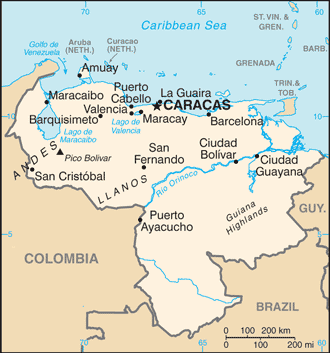 70
65
Caribbean Sea
ST. VIN. &
GREN.
Aruba
(NETH.)
Curacao
(NETH.)
Golfo de
Venezuela
GRENADA
Amuay
Puerto
Cabello
La Guaira
TRIN. &
TOB.
Maracaibo
CARACAS
Valencia
10
10
Barquisimeto
Maracay
Barcelona
Lago de
Maracaibo
Lago de
Valencia
ANDES
Pico Bolívar
San
Fernando
Ciudad
Bolívar
Ciudad
Guayana
San Cristóbal
LLANOS
Río Orinoco
Puerto
Ayacucho
Guiana
Highlands
GUY.
5
5
COLOMBIA
BRAZIL
0
100
200 km
0
100
200 mi